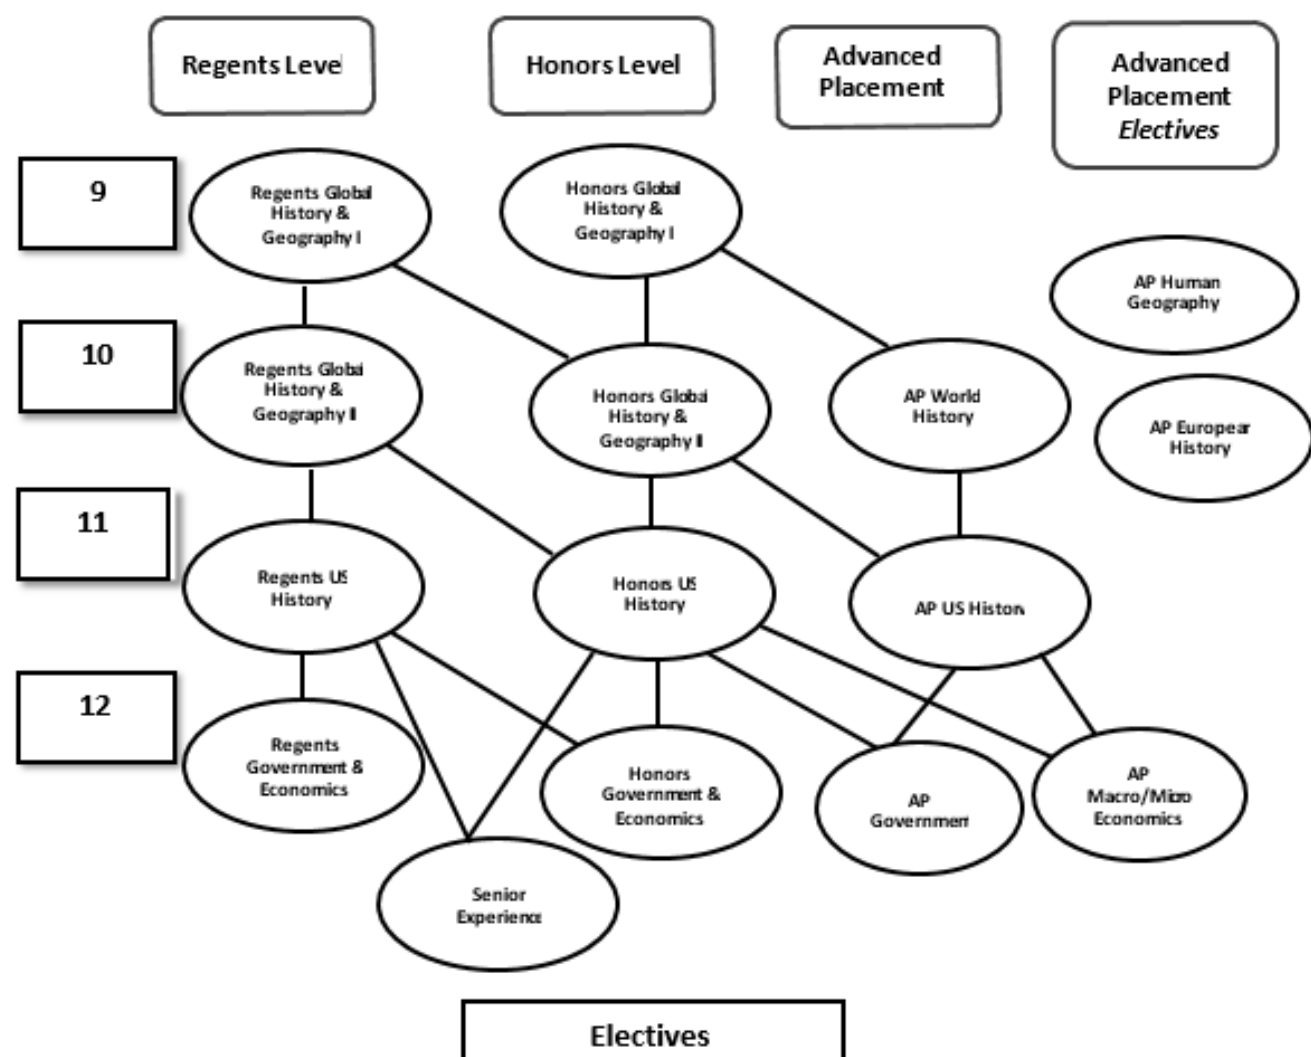 Regents Level
Honors Level
Advanced
Placement
Advanced
Placement
Electives
9
Regents Global
History &
Geography I
Honors Global
History &
Geography I
AP Human
Geography
10
Regents Global
History &
Geography II
Honors Global
History &
Geography II
AP World
History
AP European
History
11
Regents US
History
Honors US
History
AP US History
12
Regents
Government &
Economics
Honors
Government &
Economics
AP
Government
AP
Macro/Micro
Economics
Senior
Experience
Electives